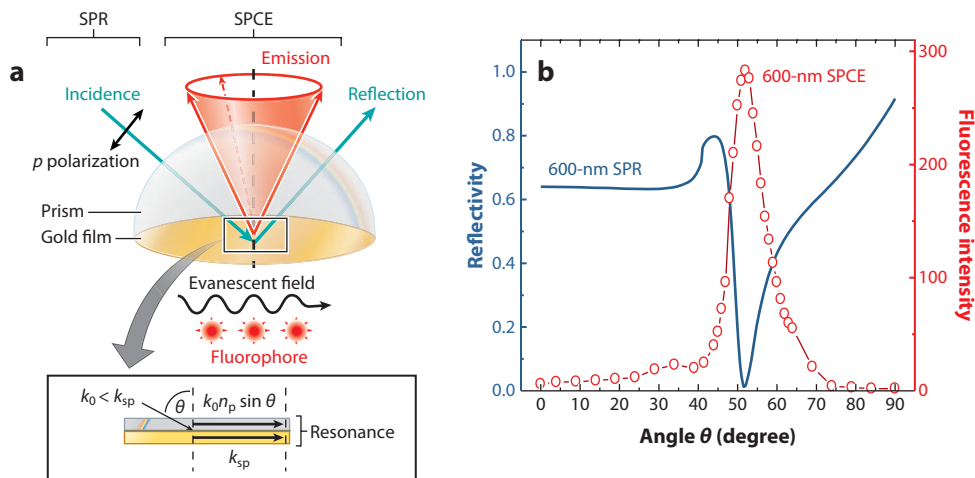 SPR
SPCE
a
Emission
Incidence
Reflection
p polarization
Prism
Gold film
Evanescent field
Fluorophore
k0 < ksp
θ
k0np sin θ
Resonance
ksp
b
600-nm SPCE
600-nm SPR
Reflectivity
1.0
0.8
0.6
0.4
0.2
0.0
0 10 20 30 40 50 60 70 80 90
Angle θ (degree)
300
200
100
0
Fluorescence intensity